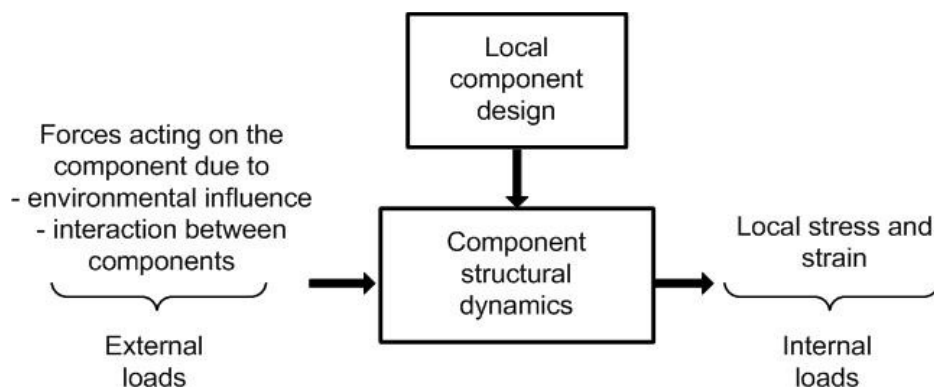 Local
component
design
Forces acting on the
component due to
- environmental influence
- interaction between
components
External
loads
Component
structural
dynamics
Local stress and
strain
Internal
loads